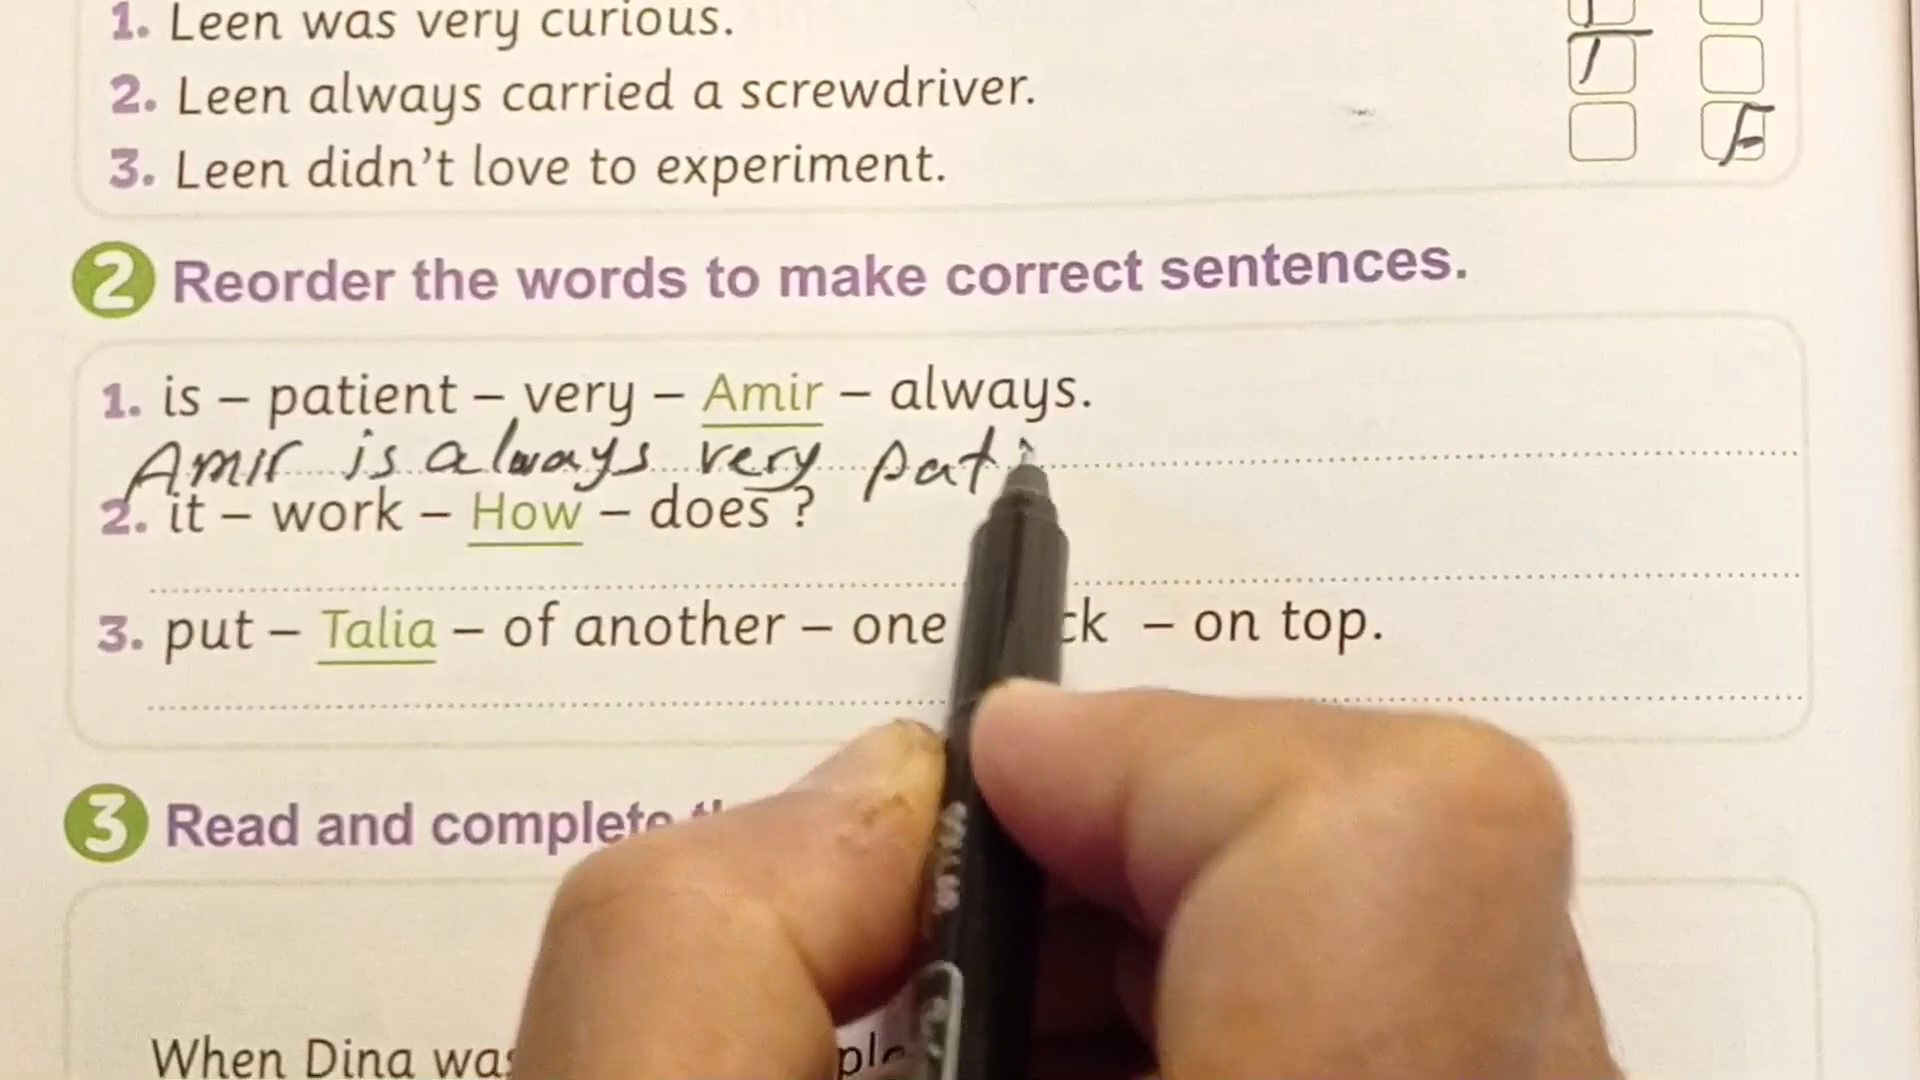 1. Leen was very curious.
2. Leen always carried a screwdriver. T
3. Leen didn't love to experiment. F
2 Reorder the words to make correct sentences.
1. is – patient – very – Amir – always.
Amir is always very pati
2. it – work – How – does ?
3. put – Talia – of another – one ck – on top.
3 Read and complete
When Dina was